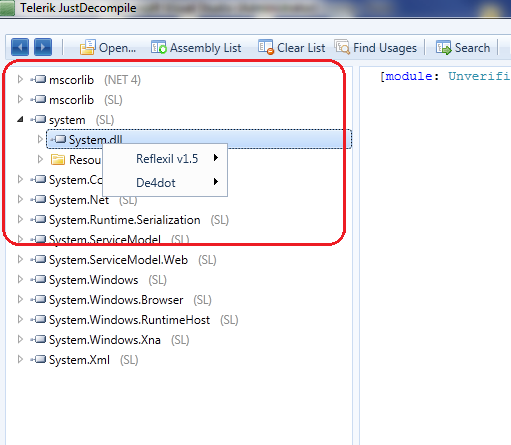 Telerik JustDecompile
Open... Assembly List Clear List Find Usages Search
mscorlib (NET 4)
mscorlib (SL)
system (SL)
System.dll
Resou
System.Co
System.Net (SL)
System.Runtime.Serialization (SL)
System.ServiceModel (SL)
System.ServiceModel.Web (SL)
System.Windows (SL)
System.Windows.Browser (SL)
System.Windows.RuntimeHost (SL)
System.Windows.Xna (SL)
System.Xml (SL)
Reflexil v1.5
De4dot
[module: Unverifi